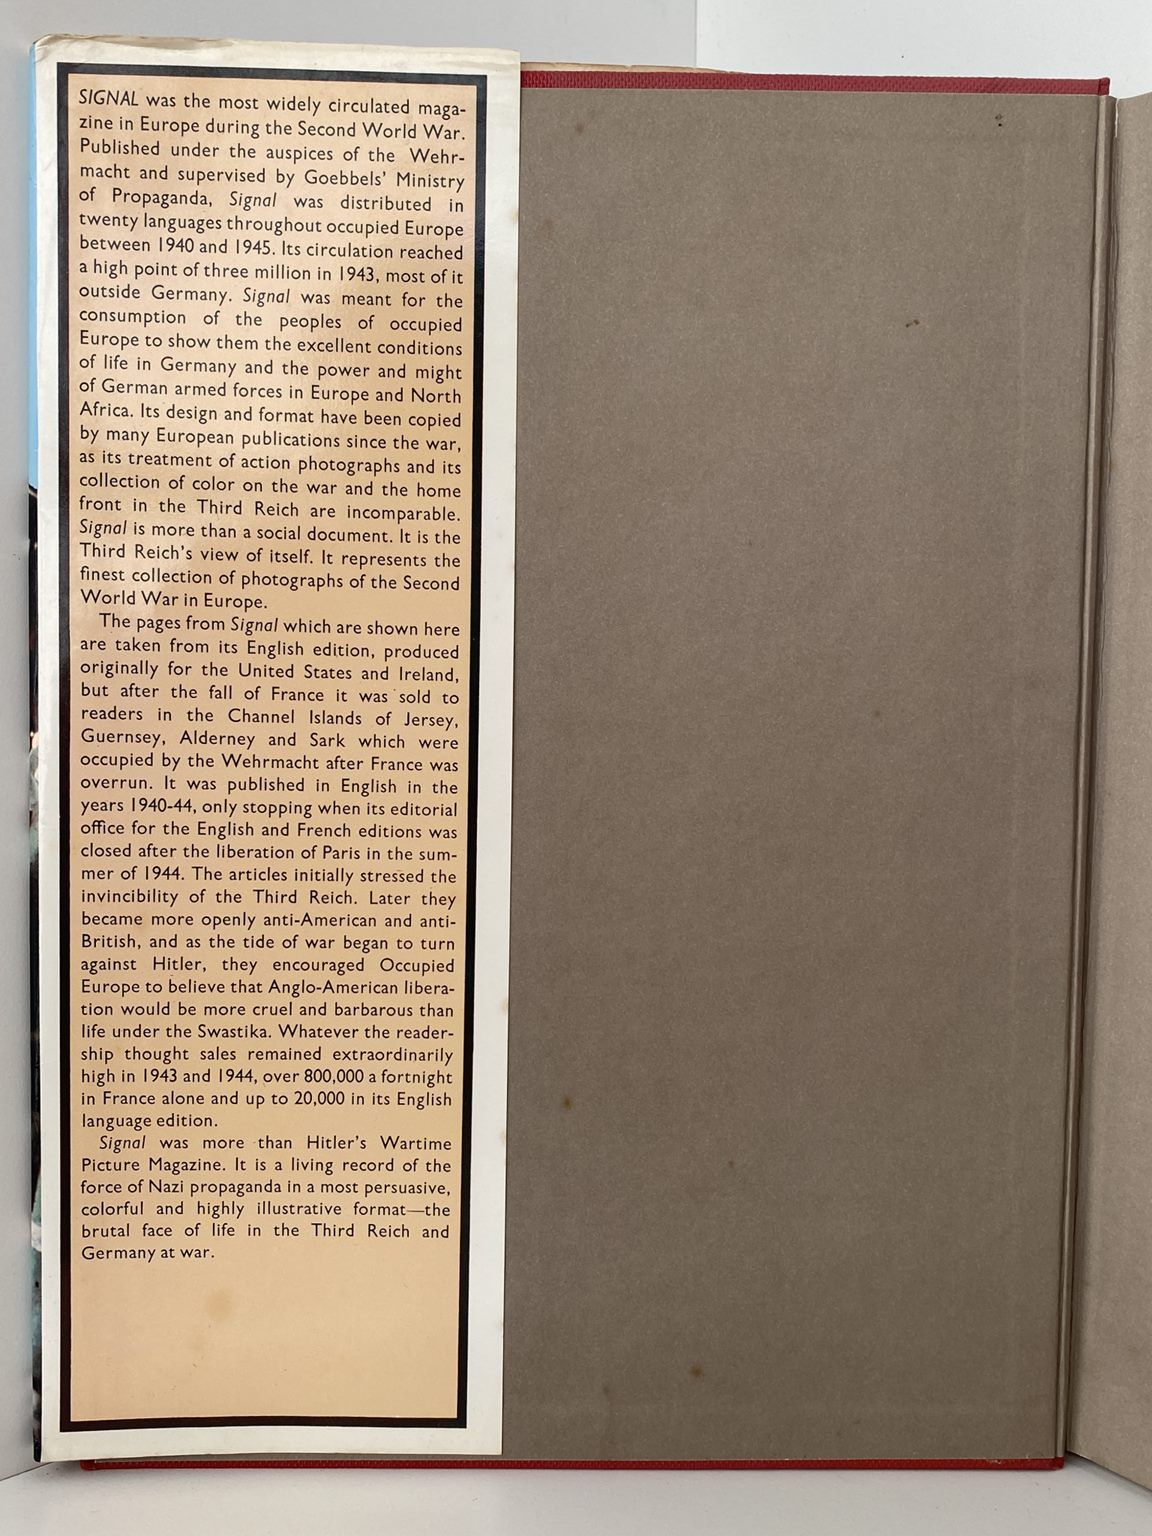 SIGNAL was the most widely circulated maga-
zine in Europe during the Second World War.
Published under the auspices of the Wehr-
macht and supervised by Goebbels' Ministry
of Propaganda, Signal was distributed in
twenty languages throughout occupied Europe
between 1940 and 1945. Its circulation reached
a high point of three million in 1943, most of it
outside Germany. Signal was meant for the
consumption of the peoples of occupied
Europe to show them the excellent conditions
of life in Germany and the power and might
of German armed forces in Europe and North
Africa. Its design and format have been copied
by many European publications since the war,
as its treatment of action photographs and its
collection of color on the war and the home
front in the Third Reich are incomparable.
Signal is more than a social document. It is the
Third Reich's view of itself. It represents the
finest collection of photographs of the Second
World War in Europe.
The pages from Signal which are shown here
are taken from its English edition, produced
originally for the United States and Ireland,
but after the fall of France it was sold to
readers in the Channel Islands of Jersey,
Guernsey, Alderney and Sark which were
occupied by the Wehrmacht after France was
overrun. It was published in English in the
years 1940-44, only stopping when its editorial
office for the English and French editions was
closed after the liberation of Paris in the sum-
mer of 1944. The articles initially stressed the
invincibility of the Third Reich. Later they
became more openly anti-American and anti-
British, and as the tide of war began to turn
against Hitler, they encouraged Occupied
Europe to believe that Anglo-American libera-
tion would be more cruel and barbarous than
life under the Swastika. Whatever the reader-
ship thought sales remained extraordinarily
high in 1943 and 1944, over 800,000 a fortnight
in France alone and up to 20,000 in its English
language edition.
Signal was more than Hitler's Wartime
Picture Magazine. It is a living record of the
force of Nazi propaganda in a most persuasive,
colorful and highly illustrative format—the
brutal face of life in the Third Reich and
Germany at war.